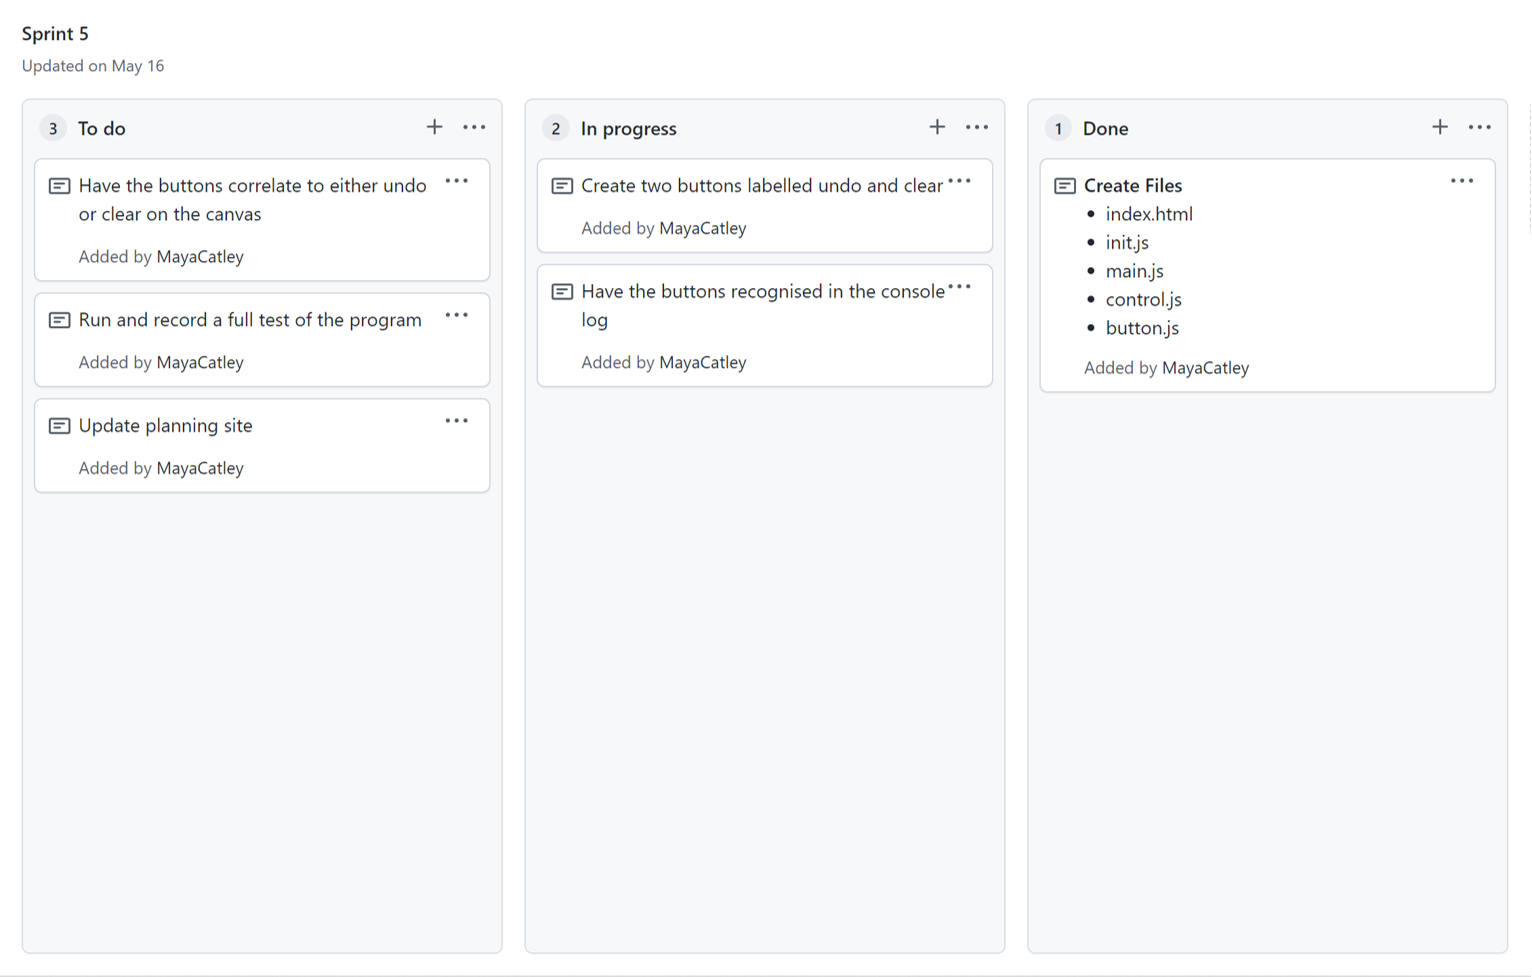 Sprint 5
Updated on May 16
3 To do
Have the buttons correlate to either undo
or clear on the canvas
Added by MayaCatley
Run and record a full test of the program
Added by MayaCatley
Update planning site
Added by MayaCatley
2 In progress
Create two buttons labelled undo and clear
Added by MayaCatley
Have the buttons recognised in the console
log
Added by MayaCatley
1 Done
Create Files
• index.html
• init.js
• main.js
• control.js
• button.js
Added by MayaCatley